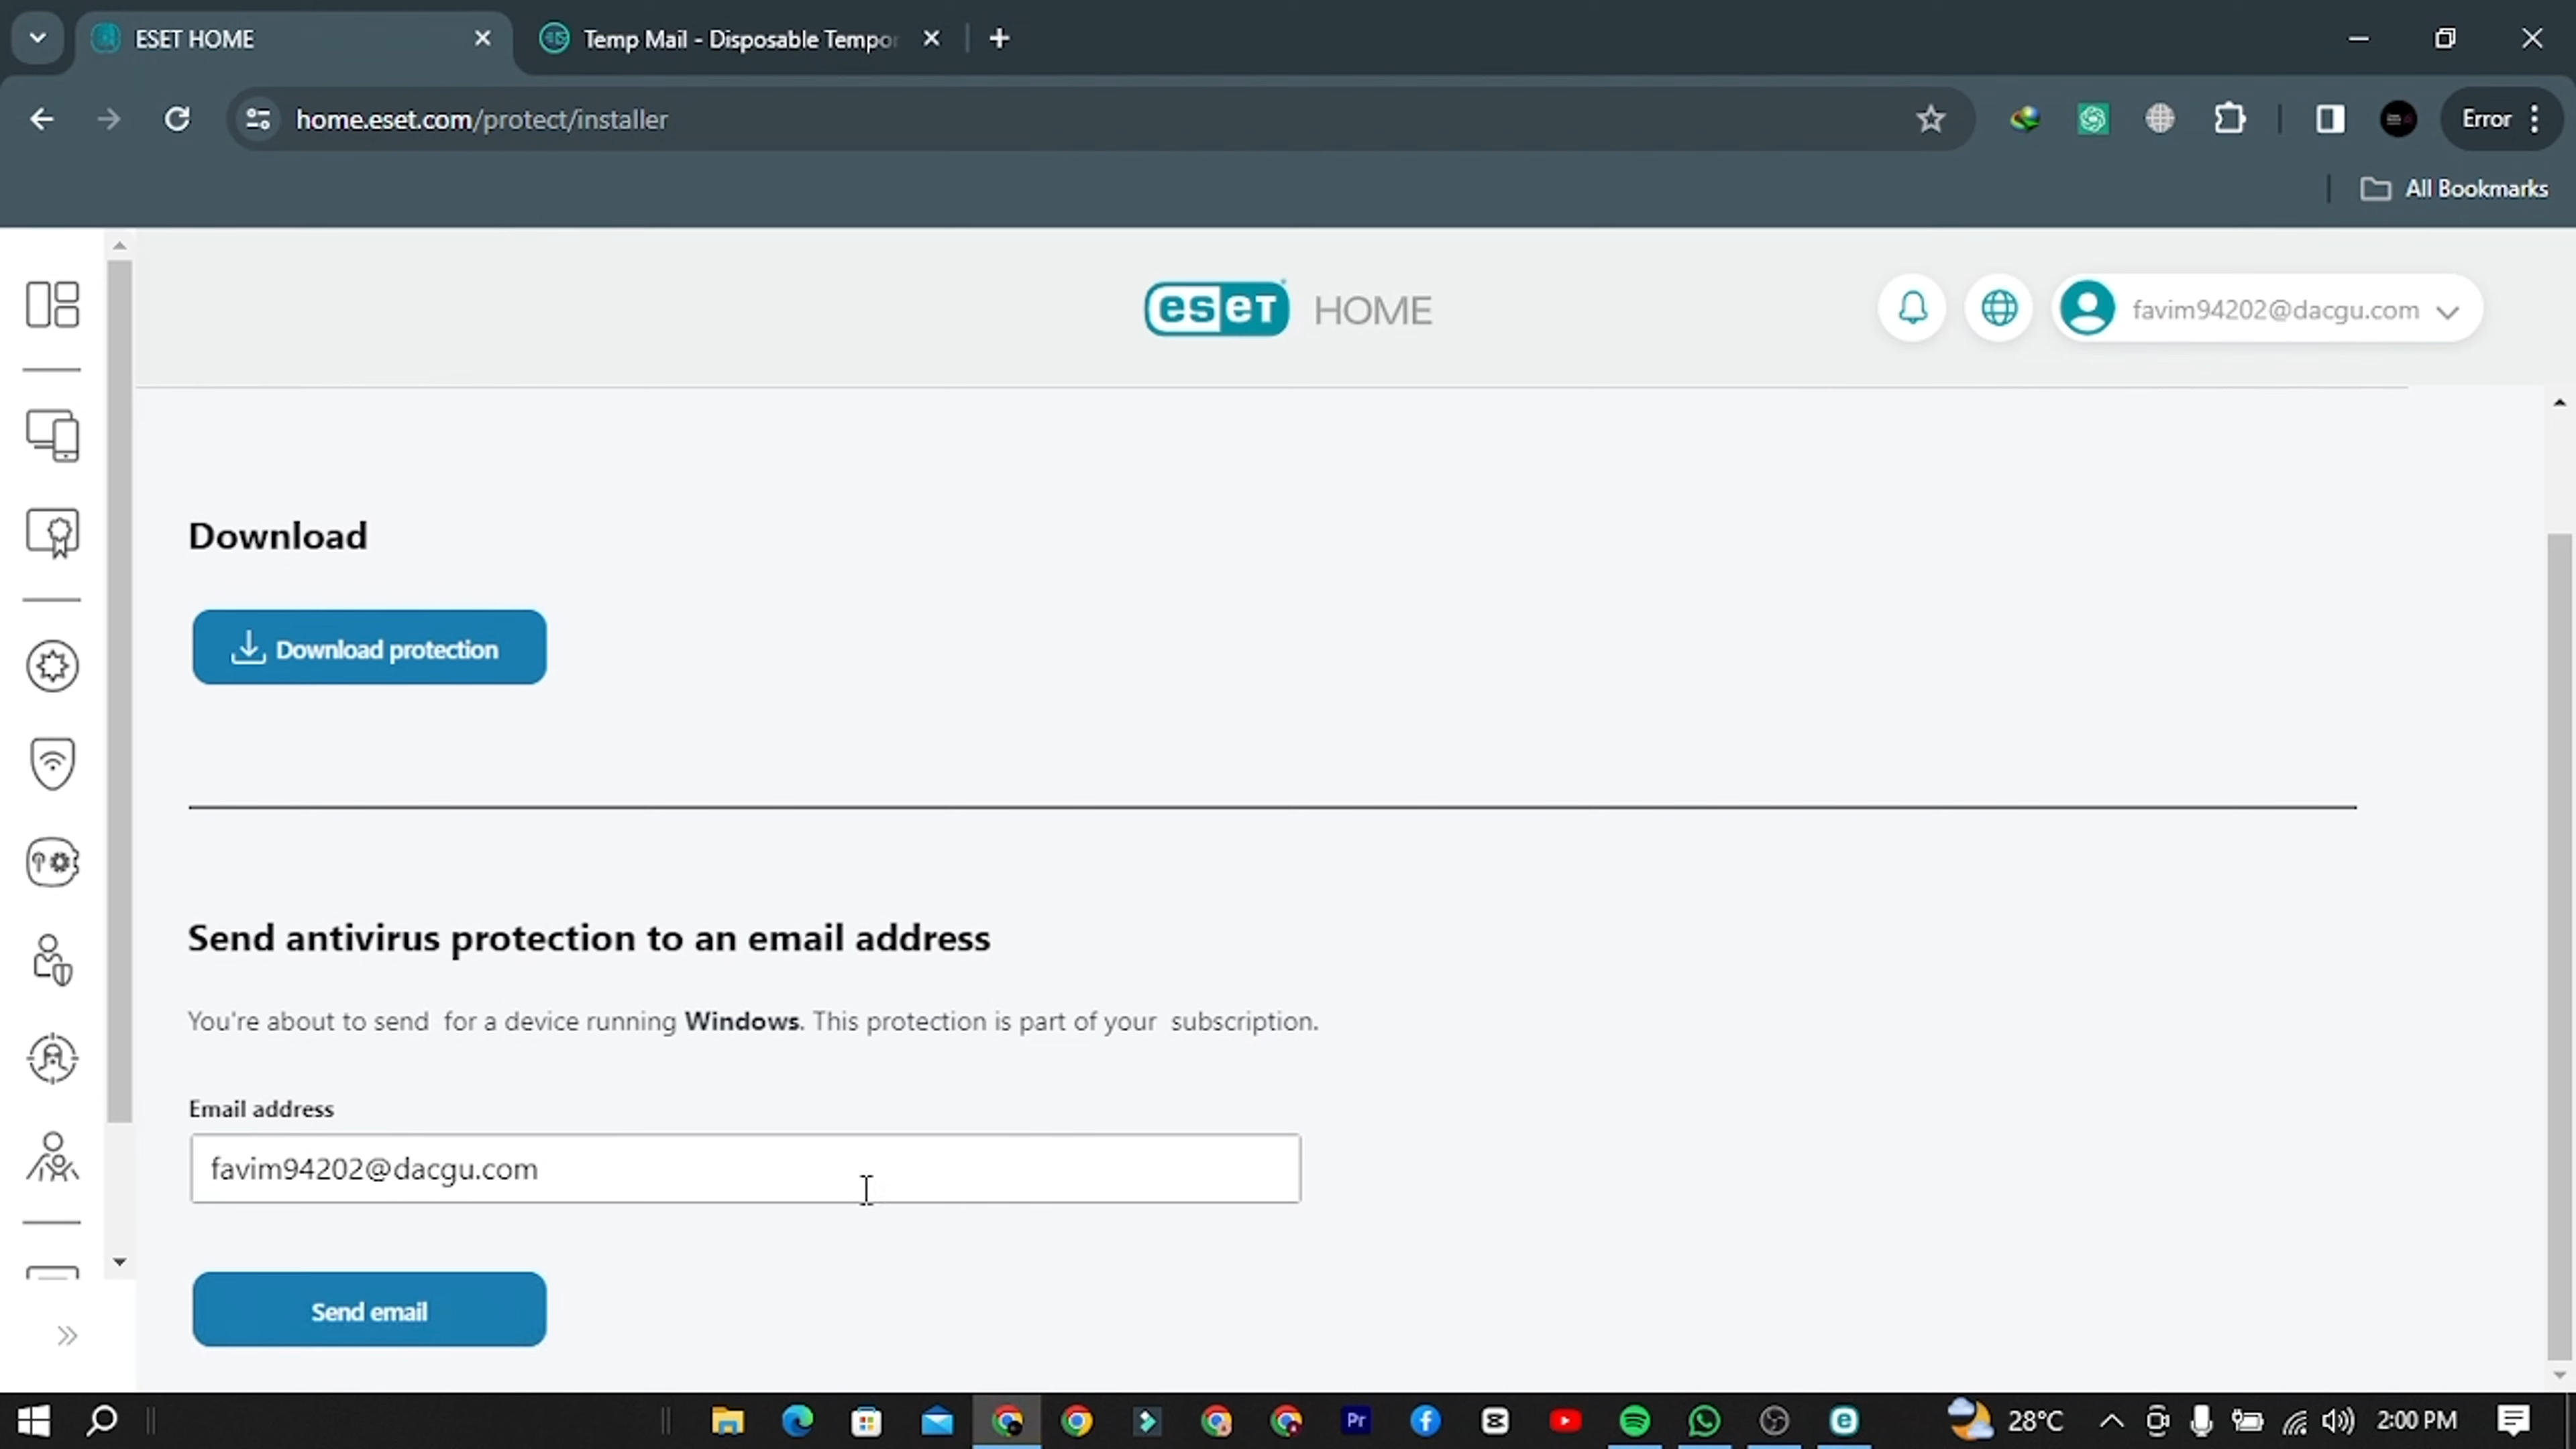 ESET HOME
Temp Mail - Disposable Tempor
home.eset.com/protect/installer
Error
All Bookmarks
eset HOME
favim94202@dacgu.com
Download
Download protection
Send antivirus protection to an email address
You're about to send for a device running Windows. This protection is part of your subscription.
Email address
favim94202@dacgu.com
Send email
Pr
28°C
2:00 PM